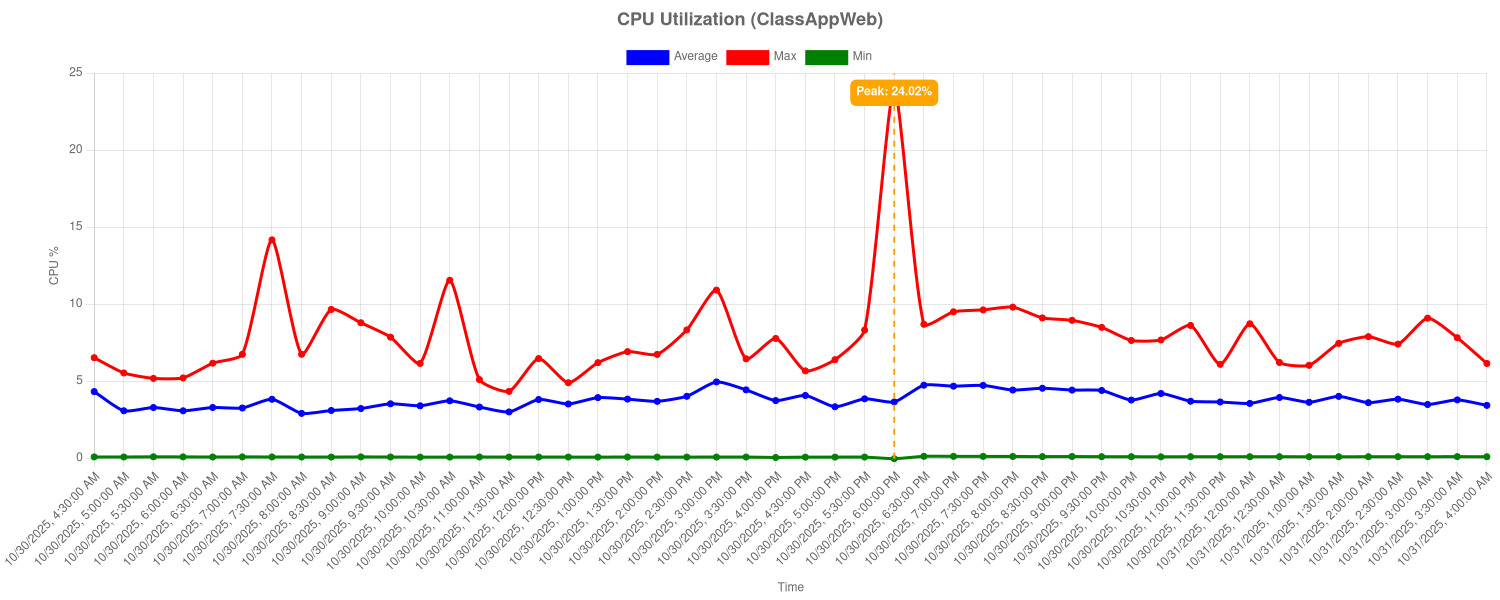 CPU Utilization (ClassAppWeb)
Average Max Min
Peak: 24.02%
CPU %
25
20
15
10
5
0
10/30/2025, 4:30:00 AM
10/30/2025, 5:00:00 AM
10/30/2025, 5:30:00 AM
10/30/2025, 6:00:00 AM
10/30/2025, 6:30:00 AM
10/30/2025, 7:00:00 AM
10/30/2025, 7:30:00 AM
10/30/2025, 8:00:00 AM
10/30/2025, 8:30:00 AM
10/30/2025, 9:00:00 AM
10/30/2025, 9:30:00 AM
10/30/2025, 10:00:00 AM
10/30/2025, 10:30:00 AM
10/30/2025, 11:00:00 AM
10/30/2025, 11:30:00 AM
10/30/2025, 12:00:00 PM
10/30/2025, 12:30:00 PM
10/30/2025, 1:00:00 PM
10/30/2025, 1:30:00 PM
10/30/2025, 2:00:00 PM
10/30/2025, 2:30:00 PM
10/30/2025, 3:00:00 PM
10/30/2025, 3:30:00 PM
10/30/2025, 4:00:00 PM
10/30/2025, 4:30:00 PM
10/30/2025, 5:00:00 PM
10/30/2025, 5:30:00 PM
10/30/2025, 6:00:00 PM
10/30/2025, 6:30:00 PM
10/30/2025, 7:00:00 PM
10/30/2025, 7:30:00 PM
10/30/2025, 8:00:00 PM
10/30/2025, 8:30:00 PM
10/30/2025, 9:00:00 PM
10/30/2025, 9:30:00 PM
10/30/2025, 10:00:00 PM
10/30/2025, 10:30:00 PM
10/30/2025, 11:00:00 PM
10/30/2025, 11:30:00 PM
10/31/2025, 12:00:00 AM
10/31/2025, 12:30:00 AM
10/31/2025, 1:00:00 AM
10/31/2025, 1:30:00 AM
10/31/2025, 2:00:00 AM
10/31/2025, 2:30:00 AM
10/31/2025, 3:00:00 AM
10/31/2025, 3:30:00 AM
10/31/2025, 4:00:00 AM
Time